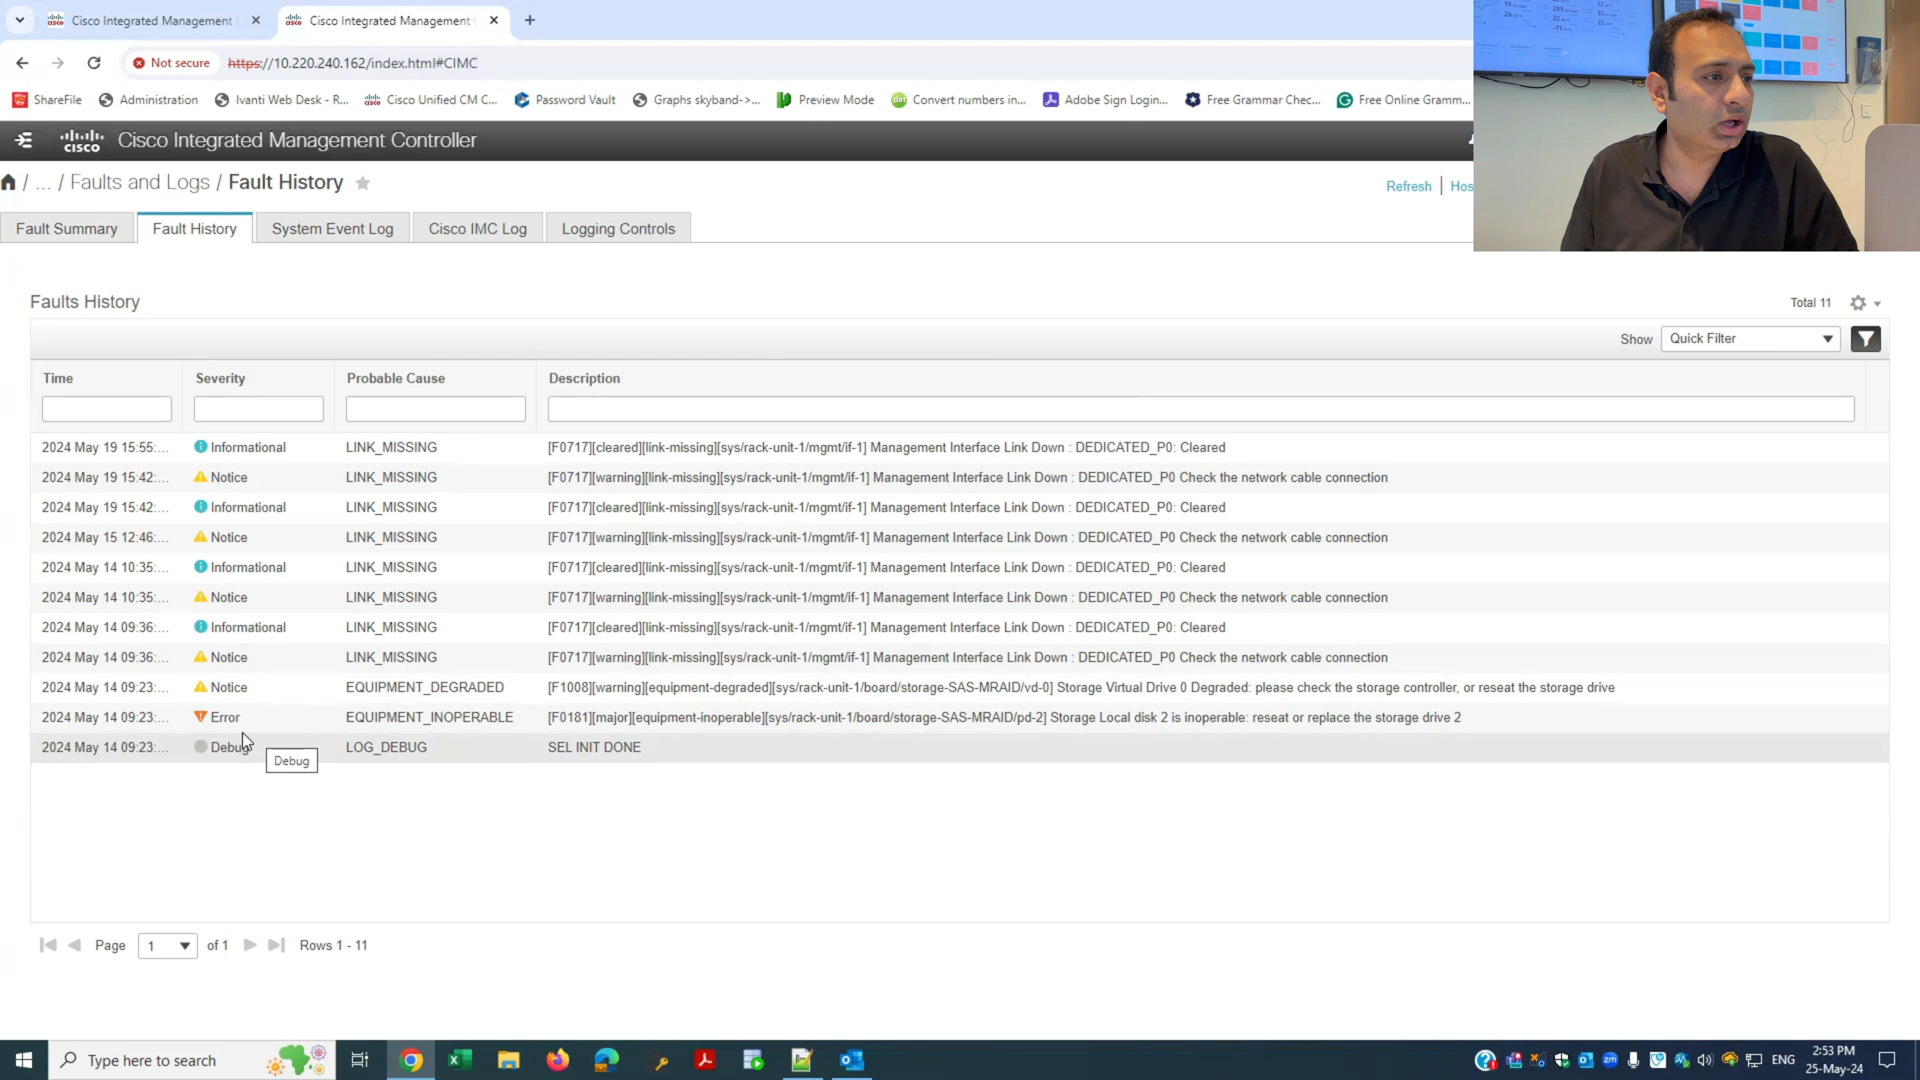 Cisco Integrated Management
Cisco Integrated Management
Not secure
https://10.220.240.162/index.html#CIMC
ShareFile
Administration
Ivanti Web Desk - R...
Cisco Unified CM C...
Password Vault
Graphs skyband->...
Preview Mode
Convert numbers in...
Adobe Sign Login...
Free Grammar Chec...
Free Online Gramm...
CISCO
Cisco Integrated Management Controller
/ ... / Faults and Logs / Fault History
Refresh
Hos
Fault Summary
Fault History
System Event Log
Cisco IMC Log
Logging Controls
Faults History
Total 11
Show
Quick Filter
Time Severity Probable Cause Description
2024 May 19 15:55:... Informational LINK_MISSING [F0717][cleared][link-missing][sys/rack-unit-1/mgmt/if-1] Management Interface Link Down : DEDICATED_P0: Cleared
2024 May 19 15:42:... Notice LINK_MISSING [F0717][warning][link-missing][sys/rack-unit-1/mgmt/if-1] Management Interface Link Down : DEDICATED_P0 Check the network cable connection
2024 May 19 15:42:... Informational LINK_MISSING [F0717][cleared][link-missing][sys/rack-unit-1/mgmt/if-1] Management Interface Link Down : DEDICATED_P0: Cleared
2024 May 15 12:46:... Notice LINK_MISSING [F0717][warning][link-missing][sys/rack-unit-1/mgmt/if-1] Management Interface Link Down : DEDICATED_P0 Check the network cable connection
2024 May 14 10:35:... Informational LINK_MISSING [F0717][cleared][link-missing][sys/rack-unit-1/mgmt/if-1] Management Interface Link Down : DEDICATED_P0: Cleared
2024 May 14 10:35:... Notice LINK_MISSING [F0717][warning][link-missing][sys/rack-unit-1/mgmt/if-1] Management Interface Link Down : DEDICATED_P0 Check the network cable connection
2024 May 14 09:36:... Informational LINK_MISSING [F0717][cleared][link-missing][sys/rack-unit-1/mgmt/if-1] Management Interface Link Down : DEDICATED_P0: Cleared
2024 May 14 09:36:... Notice LINK_MISSING [F0717][warning][link-missing][sys/rack-unit-1/mgmt/if-1] Management Interface Link Down : DEDICATED_P0 Check the network cable connection
2024 May 14 09:23:... Notice EQUIPMENT_DEGRADED [F1008][warning][equipment-degraded][sys/rack-unit-1/board/storage-SAS-MRAID/vd-0] Storage Virtual Drive 0 Degraded: please check the storage controller, or reseat the storage drive
2024 May 14 09:23:... Error EQUIPMENT_INOPERABLE [F0181][major][equipment-inoperable][sys/rack-unit-1/board/storage-SAS-MRAID/pd-2] Storage Local disk 2 is inoperable: reseat or replace the storage drive 2
2024 May 14 09:23:... Debug LOG_DEBUG SEL INIT DONE
Debug
Page 1 of 1 Rows 1 - 11
Type here to search
ENG
2:53 PM
25-May-24